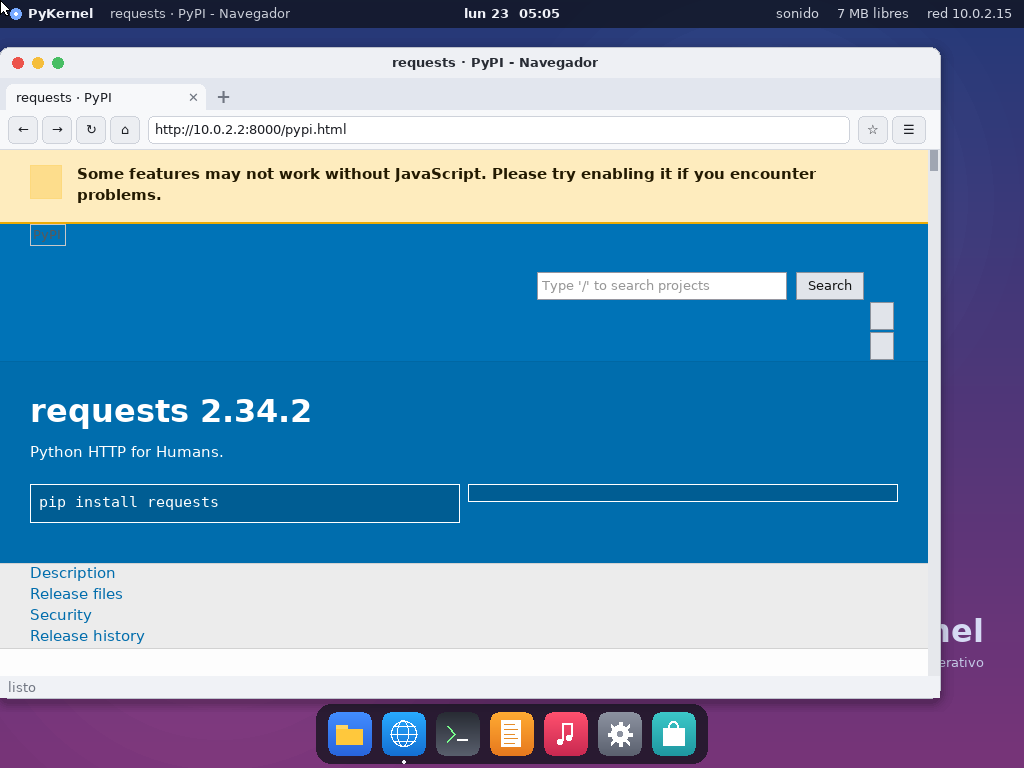 PyKernel requests · PyPI - Navegador lun 23 05:05 sonido 7 MB libres red 10.0.2.15
requests · PyPI - Navegador
requests · PyPI
http://10.0.2.2:8000/pypi.html
Some features may not work without JavaScript. Please try enabling it if you encounter
problems.
PyPI
Type '/' to search projects Search
requests 2.34.2
Python HTTP for Humans.
pip install requests
Description
Release files
Security
Release history
nel
erativo
listo